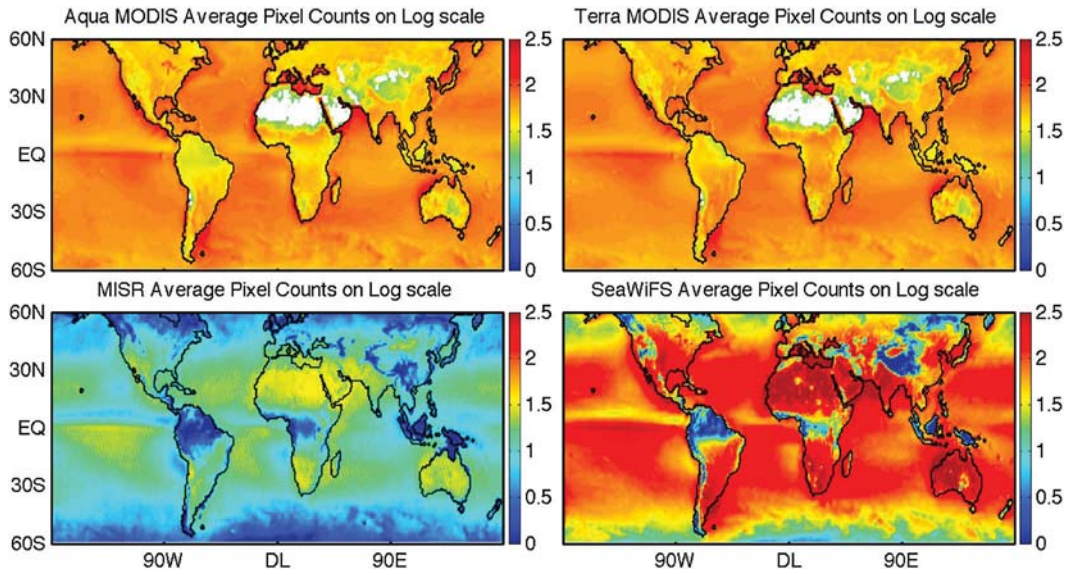 Aqua MODIS Average Pixel Counts on Log scale
Terra MODIS Average Pixel Counts on Log scale
60N
30N
EQ
30S
60S
2.5
2
1.5
1
0.5
0
2.5
2
1.5
1
0.5
0
MISR Average Pixel Counts on Log scale
SeaWiFS Average Pixel Counts on Log scale
60N
30N
EQ
30S
60S
2.5
2
1.5
1
0.5
0
2.5
2
1.5
1
0.5
0
90W DL 90E
90W DL 90E